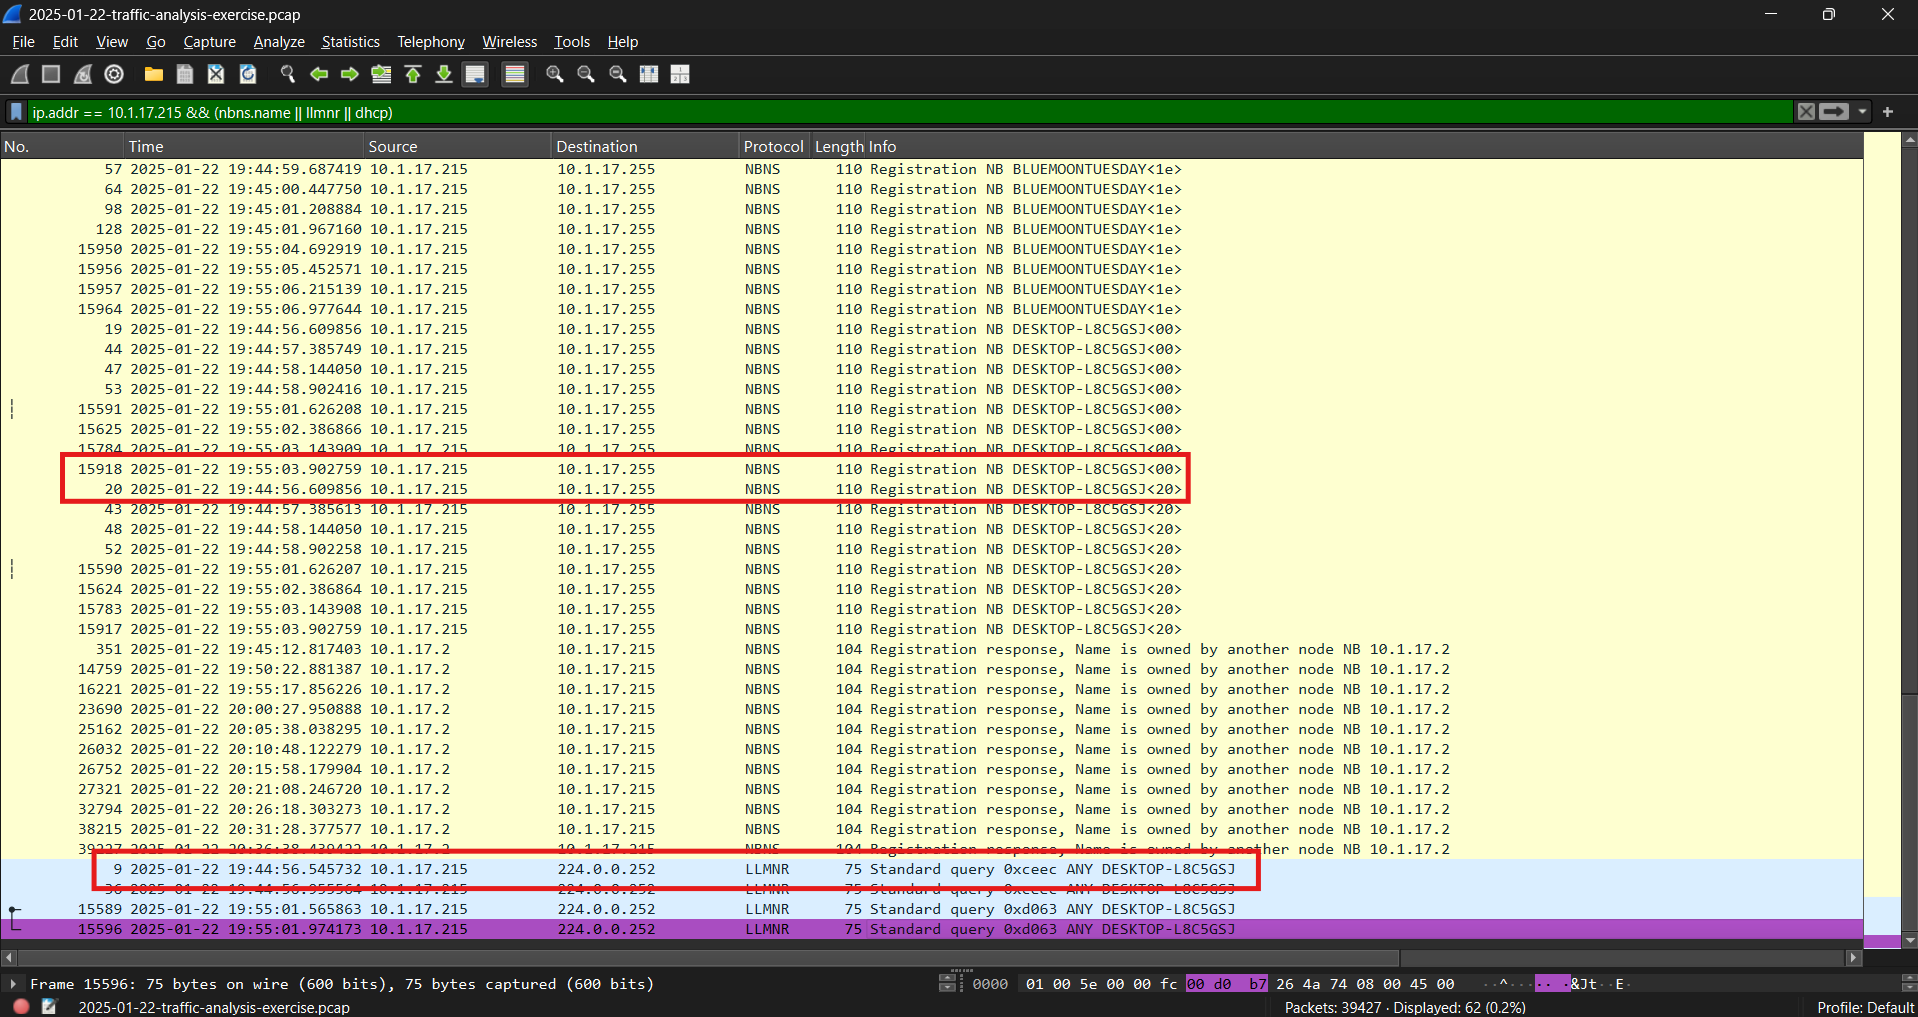 2025-01-22-traffic-analysis-exercise.pcap
File Edit View Go Capture Analyze Statistics Telephony Wireless Tools Help
ip.addr == 10.1.17.215 && (nbns.name || llmnr || dhcp)
No. Time Source Destination Protocol Length Info
57 2025-01-22 19:44:59.687419 10.1.17.215 10.1.17.255 NBNS 110 Registration NB BLUEMOONTUESDAY<1e>
64 2025-01-22 19:45:00.447750 10.1.17.215 10.1.17.255 NBNS 110 Registration NB BLUEMOONTUESDAY<1e>
98 2025-01-22 19:45:01.208884 10.1.17.215 10.1.17.255 NBNS 110 Registration NB BLUEMOONTUESDAY<1e>
128 2025-01-22 19:45:01.967160 10.1.17.215 10.1.17.255 NBNS 110 Registration NB BLUEMOONTUESDAY<1e>
15950 2025-01-22 19:55:04.692919 10.1.17.215 10.1.17.255 NBNS 110 Registration NB BLUEMOONTUESDAY<1e>
15956 2025-01-22 19:55:05.452571 10.1.17.215 10.1.17.255 NBNS 110 Registration NB BLUEMOONTUESDAY<1e>
15957 2025-01-22 19:55:06.215139 10.1.17.215 10.1.17.255 NBNS 110 Registration NB BLUEMOONTUESDAY<1e>
15964 2025-01-22 19:55:06.977644 10.1.17.215 10.1.17.255 NBNS 110 Registration NB BLUEMOONTUESDAY<1e>
19 2025-01-22 19:44:56.609856 10.1.17.215 10.1.17.255 NBNS 110 Registration NB DESKTOP-L8C5GSJ<00>
44 2025-01-22 19:44:57.385749 10.1.17.215 10.1.17.255 NBNS 110 Registration NB DESKTOP-L8C5GSJ<00>
47 2025-01-22 19:44:58.144050 10.1.17.215 10.1.17.255 NBNS 110 Registration NB DESKTOP-L8C5GSJ<00>
53 2025-01-22 19:44:58.902416 10.1.17.215 10.1.17.255 NBNS 110 Registration NB DESKTOP-L8C5GSJ<00>
15591 2025-01-22 19:55:01.626208 10.1.17.215 10.1.17.255 NBNS 110 Registration NB DESKTOP-L8C5GSJ<00>
15625 2025-01-22 19:55:02.386866 10.1.17.215 10.1.17.255 NBNS 110 Registration NB DESKTOP-L8C5GSJ<00>
15784 2025-01-22 19:55:03.143909 10.1.17.215 10.1.17.255 NBNS 110 Registration NB DESKTOP-L8C5GSJ<00>
15918 2025-01-22 19:55:03.902759 10.1.17.215 10.1.17.255 NBNS 110 Registration NB DESKTOP-L8C5GSJ<00>
20 2025-01-22 19:44:56.609856 10.1.17.215 10.1.17.255 NBNS 110 Registration NB DESKTOP-L8C5GSJ<20>
43 2025-01-22 19:44:57.385613 10.1.17.215 10.1.17.255 NBNS 110 Registration NB DESKTOP-L8C5GSJ<20>
48 2025-01-22 19:44:58.144050 10.1.17.215 10.1.17.255 NBNS 110 Registration NB DESKTOP-L8C5GSJ<20>
52 2025-01-22 19:44:58.902258 10.1.17.215 10.1.17.255 NBNS 110 Registration NB DESKTOP-L8C5GSJ<20>
15590 2025-01-22 19:55:01.626207 10.1.17.215 10.1.17.255 NBNS 110 Registration NB DESKTOP-L8C5GSJ<20>
15624 2025-01-22 19:55:02.386864 10.1.17.215 10.1.17.255 NBNS 110 Registration NB DESKTOP-L8C5GSJ<20>
15783 2025-01-22 19:55:03.143908 10.1.17.215 10.1.17.255 NBNS 110 Registration NB DESKTOP-L8C5GSJ<20>
15917 2025-01-22 19:55:03.902759 10.1.17.215 10.1.17.255 NBNS 110 Registration NB DESKTOP-L8C5GSJ<20>
351 2025-01-22 19:45:12.817403 10.1.17.2 10.1.17.215 NBNS 104 Registration response, Name is owned by another node NB 10.1.17.2
14759 2025-01-22 19:50:22.881387 10.1.17.2 10.1.17.215 NBNS 104 Registration response, Name is owned by another node NB 10.1.17.2
16221 2025-01-22 19:55:17.856226 10.1.17.2 10.1.17.215 NBNS 104 Registration response, Name is owned by another node NB 10.1.17.2
23690 2025-01-22 20:00:27.950888 10.1.17.2 10.1.17.215 NBNS 104 Registration response, Name is owned by another node NB 10.1.17.2
25162 2025-01-22 20:05:38.038295 10.1.17.2 10.1.17.215 NBNS 104 Registration response, Name is owned by another node NB 10.1.17.2
26032 2025-01-22 20:10:48.122279 10.1.17.2 10.1.17.215 NBNS 104 Registration response, Name is owned by another node NB 10.1.17.2
26752 2025-01-22 20:15:58.179904 10.1.17.2 10.1.17.215 NBNS 104 Registration response, Name is owned by another node NB 10.1.17.2
27321 2025-01-22 20:21:08.246720 10.1.17.2 10.1.17.215 NBNS 104 Registration response, Name is owned by another node NB 10.1.17.2
32794 2025-01-22 20:26:18.303273 10.1.17.2 10.1.17.215 NBNS 104 Registration response, Name is owned by another node NB 10.1.17.2
38215 2025-01-22 20:31:28.377577 10.1.17.2 10.1.17.215 NBNS 104 Registration response, Name is owned by another node NB 10.1.17.2
39227 2025-01-22 20:36:38.439422 10.1.17.2 10.1.17.215 NBNS 104 Registration response, Name is owned by another node NB 10.1.17.2
9 2025-01-22 19:44:56.545732 10.1.17.215 224.0.0.252 LLMNR 75 Standard query 0xceec ANY DESKTOP-L8C5GSJ
36 2025-01-22 19:44:56.955564 10.1.17.215 224.0.0.252 LLMNR 75 Standard query 0xceec ANY DESKTOP-L8C5GSJ
15589 2025-01-22 19:55:01.565863 10.1.17.215 224.0.0.252 LLMNR 75 Standard query 0xd063 ANY DESKTOP-L8C5GSJ
15596 2025-01-22 19:55:01.974173 10.1.17.215 224.0.0.252 LLMNR 75 Standard query 0xd063 ANY DESKTOP-L8C5GSJ
Frame 15596: 75 bytes on wire (600 bits), 75 bytes captured (600 bits)
0000 01 00 5e 00 00 fc 00 d0 b7 26 4a 74 08 00 45 00 ··^··· ·· ·&Jt··E·
2025-01-22-traffic-analysis-exercise.pcap
Packets: 39427 · Displayed: 62 (0.2%)
Profile: Default